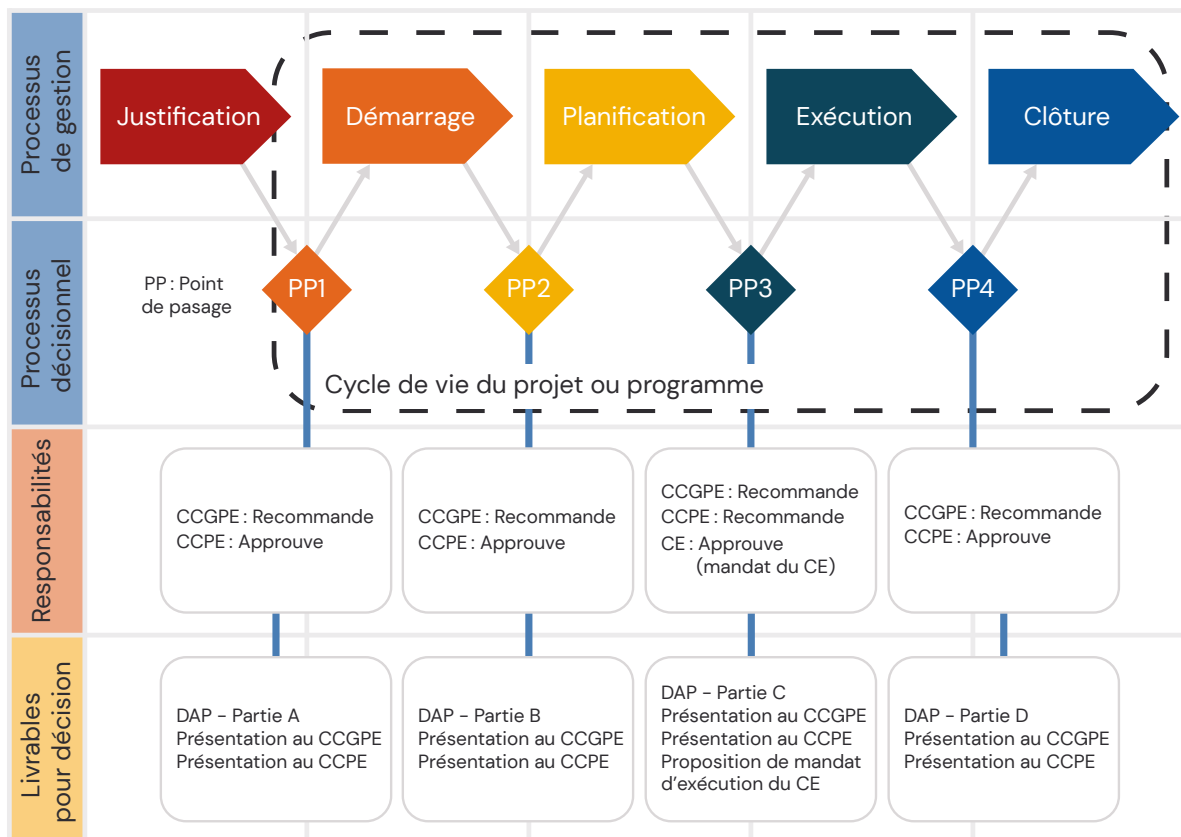 Processus
de gestion
Justification
Démarrage
Planification
Exécution
Clôture
Processus
décisionnel
PP : Point
de pasage
PP1
PP2
PP3
PP4
Cycle de vie du projet ou programme
Responsabilités
CCGPE : Recommande
CCPE : Approuve
CCGPE : Recommande
CCPE : Approuve
CCGPE : Recommande
CCPE : Recommande
CE : Approuve
(mandat du CE)
CCGPE : Recommande
CCPE : Approuve
Livrables
pour décision
DAP – Partie A
Présentation au CCGPE
Présentation au CCPE
DAP – Partie B
Présentation au CCGPE
Présentation au CCPE
DAP – Partie C
Présentation au CCGPE
Présentation au CCPE
Proposition de mandat
d’exécution du CE
DAP – Partie D
Présentation au CCGPE
Présentation au CCPE